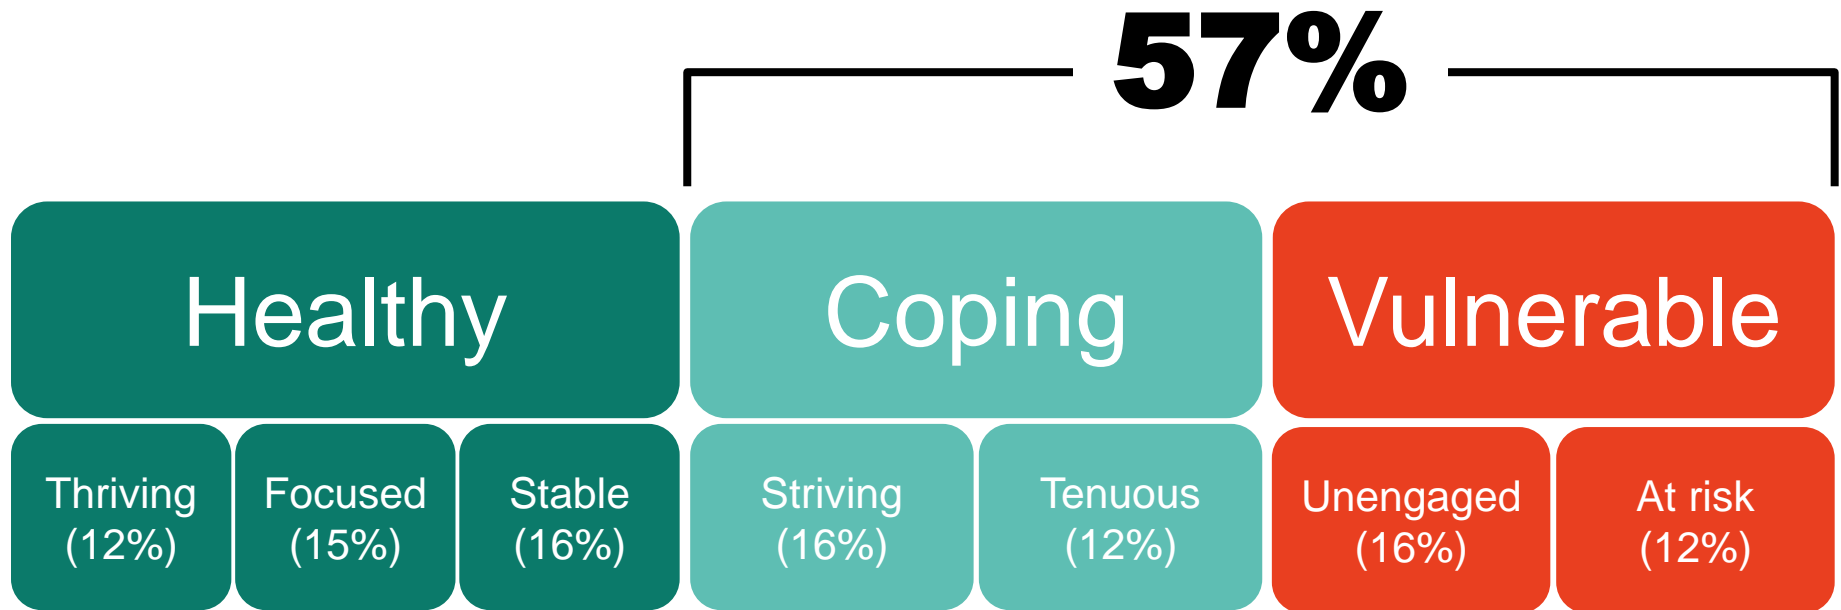 57%
Healthy
Coping
Vulnerable
Thriving
(12%)
Focused
(15%)
Stable
(16%)
Striving
(16%)
Tenuous
(12%)
Unengaged
(16%)
At risk
(12%)